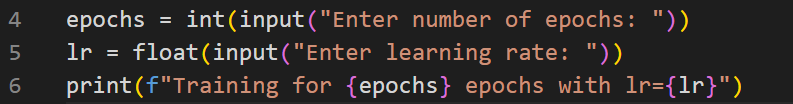 4 epochs = int(input("Enter number of epochs: "))
5 lr = float(input("Enter learning rate: "))
6 print(f"Training for {epochs} epochs with lr={lr}")